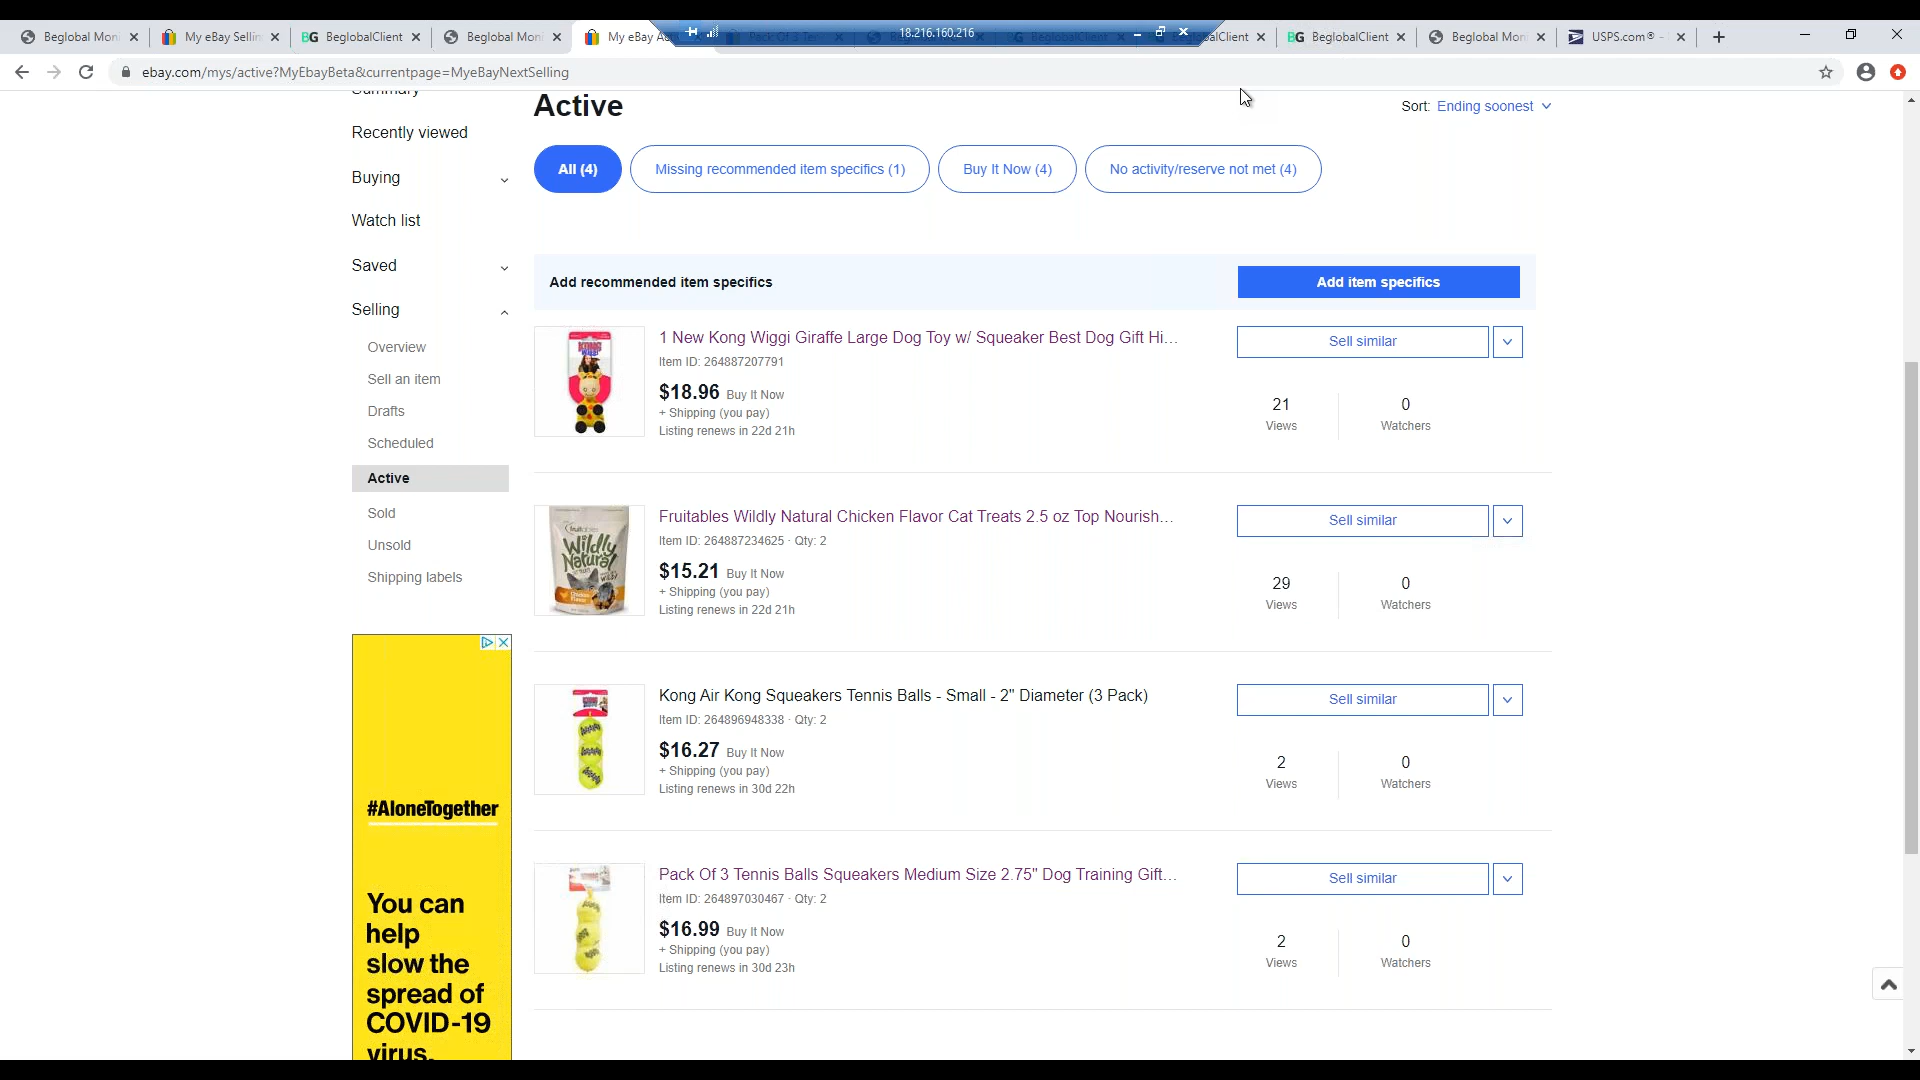 Beglobal Mon
My eBay Sellin
BeglobalClient
Beglobal Mon
My eBay A
18.216.160.216
Client
BeglobalClient
Beglobal Mon
USPS.com® -
ebay.com/mys/active?MyEbayBeta&currentpage=MyeBayNextSelling
Summary
Recently viewed
Buying
Watch list
Saved
Selling
Overview
Sell an item
Drafts
Scheduled
Active
Sold
Unsold
Shipping labels
#AloneTogether
You can
help
slow the
spread of
COVID-19
virus.
Active
Sort: Ending soonest
All (4)
Missing recommended item specifics (1)
Buy It Now (4)
No activity/reserve not met (4)
Add recommended item specifics
Add item specifics
1 New Kong Wiggi Giraffe Large Dog Toy w/ Squeaker Best Dog Gift Hi...
Item ID: 264887207791
$18.96 Buy It Now
+ Shipping (you pay)
Listing renews in 22d 21h
Sell similar
21
Views
0
Watchers
Fruitables Wildly Natural Chicken Flavor Cat Treats 2.5 oz Top Nourish...
Item ID: 264887234625 · Qty: 2
$15.21 Buy It Now
+ Shipping (you pay)
Listing renews in 22d 21h
Sell similar
29
Views
0
Watchers
Wildly
Natural
KONG
Kong Air Kong Squeakers Tennis Balls - Small - 2" Diameter (3 Pack)
Item ID: 264896948338 · Qty: 2
$16.27 Buy It Now
+ Shipping (you pay)
Listing renews in 30d 22h
Sell similar
2
Views
0
Watchers
Pack Of 3 Tennis Balls Squeakers Medium Size 2.75" Dog Training Gift...
Item ID: 264897030467 · Qty: 2
$16.99 Buy It Now
+ Shipping (you pay)
Listing renews in 30d 23h
Sell similar
2
Views
0
Watchers